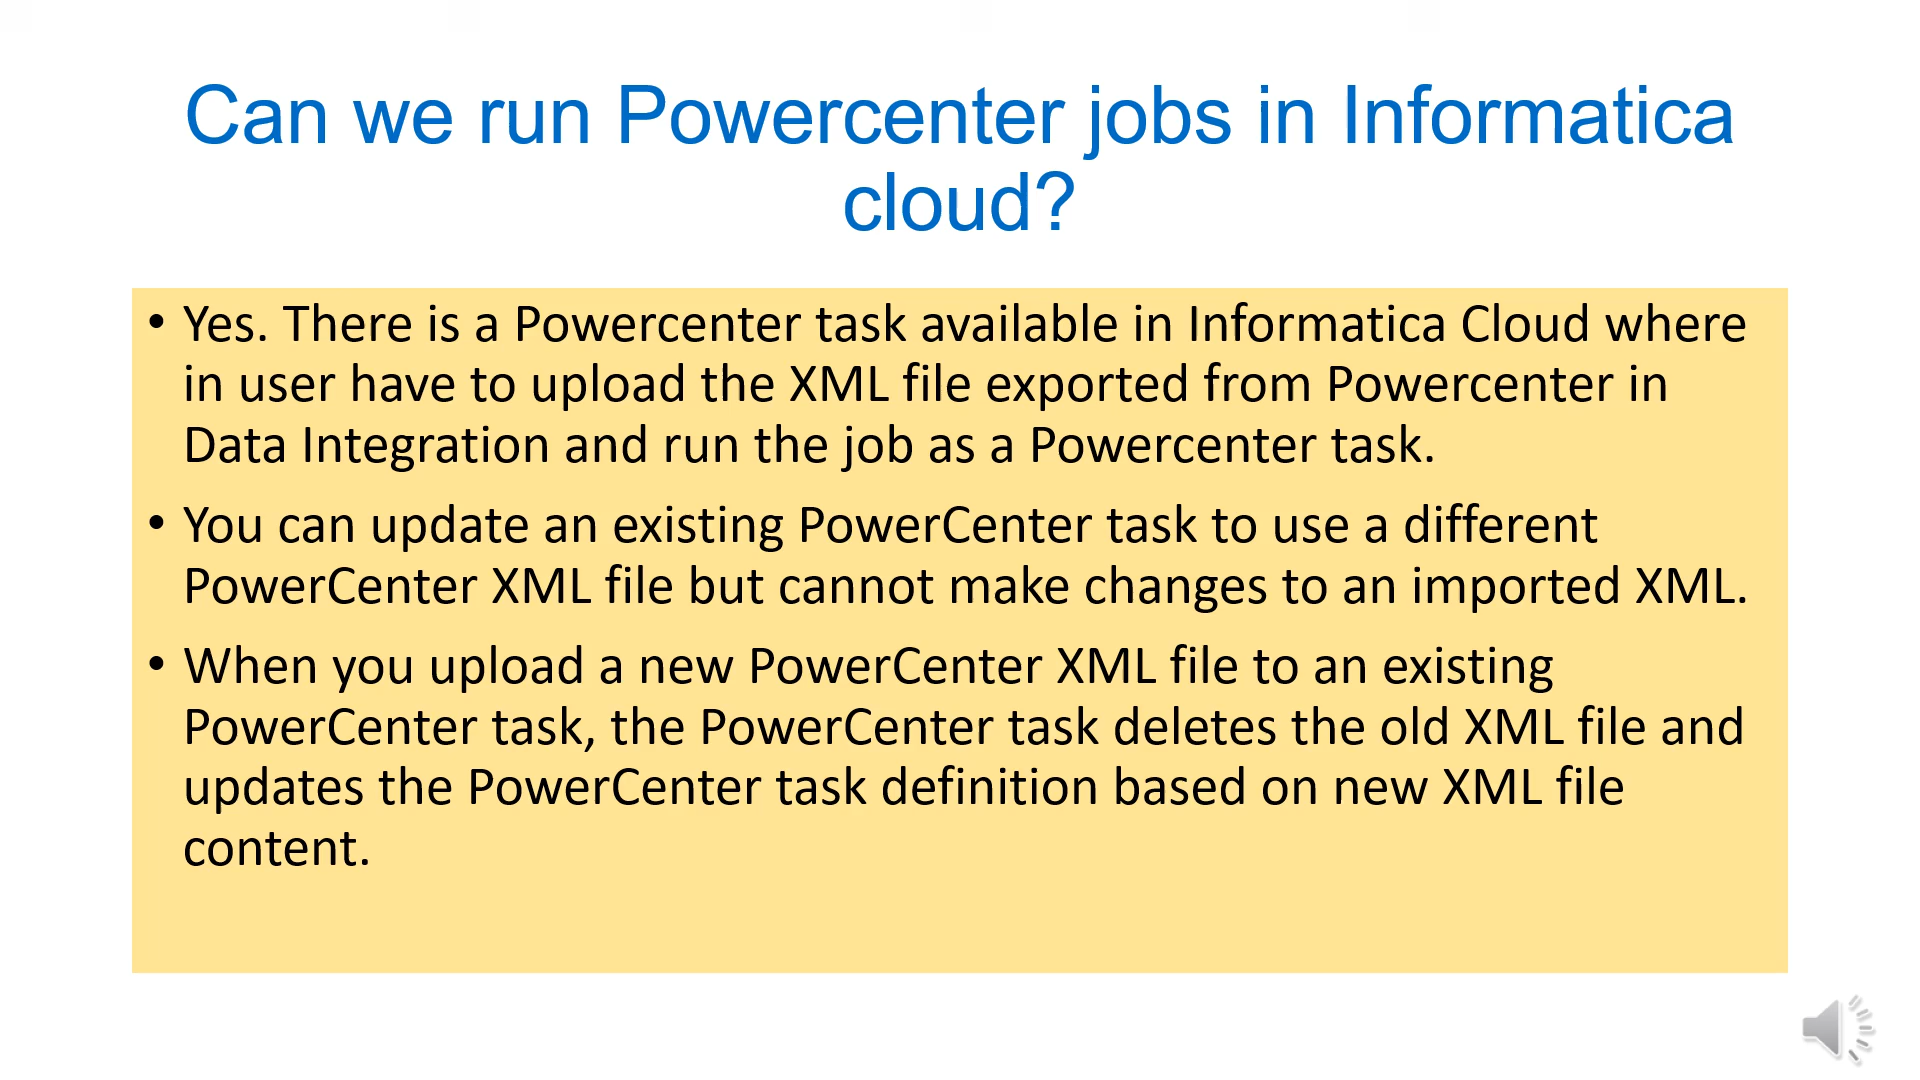 Can we run Powercenter jobs in Informatica
cloud?
• Yes. There is a Powercenter task available in Informatica Cloud where
in user have to upload the XML file exported from Powercenter in
Data Integration and run the job as a Powercenter task.
• You can update an existing PowerCenter task to use a different
PowerCenter XML file but cannot make changes to an imported XML.
• When you upload a new PowerCenter XML file to an existing
PowerCenter task, the PowerCenter task deletes the old XML file and
updates the PowerCenter task definition based on new XML file
content.